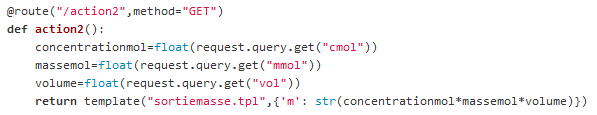 @route("/action2",method="GET")
def action2():
    concentrationmol=float(request.query.get("cmol"))
    massemol=float(request.query.get("mmol"))
    volume=float(request.query.get("vol"))
    return template("sortiemasse.tpl",{'m': str(concentrationmol*massemol*volume)})